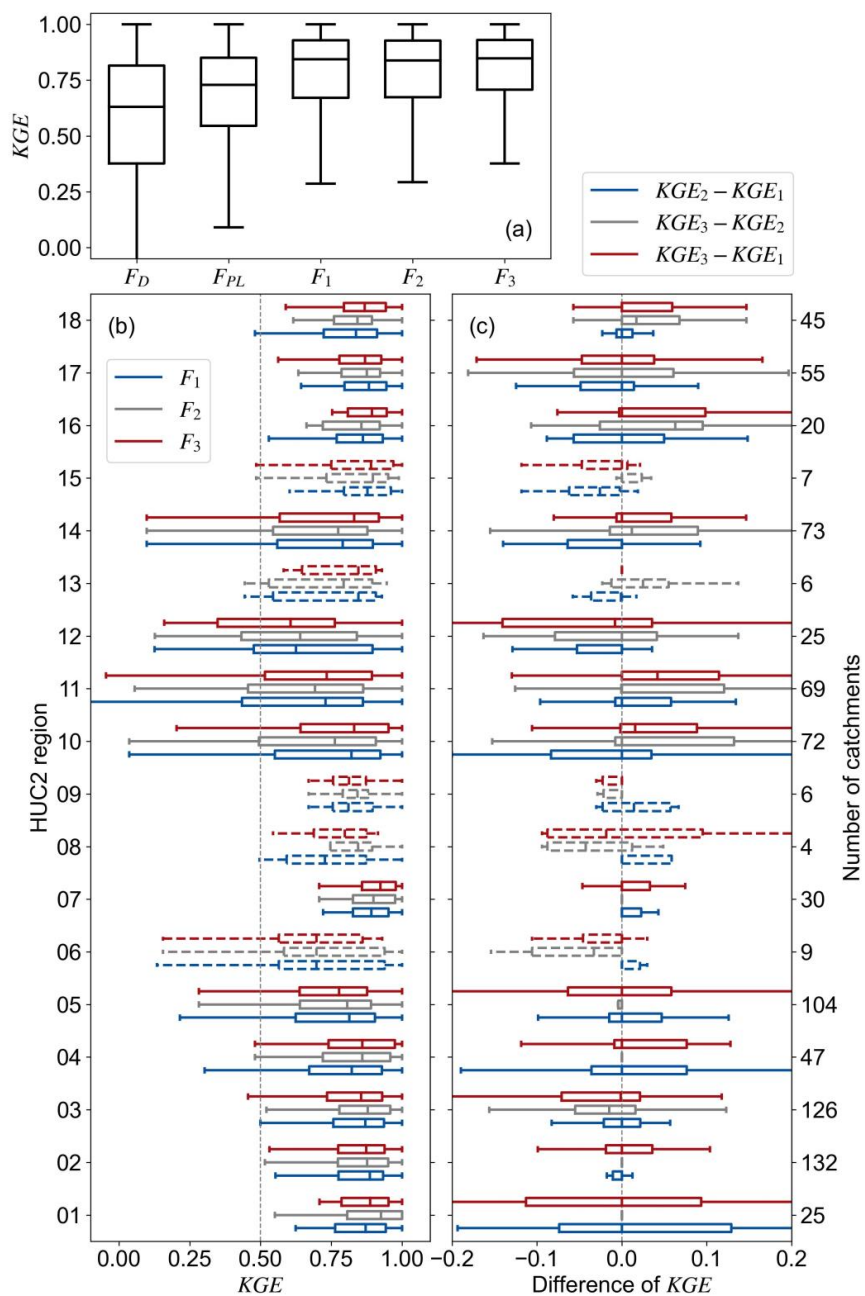 1.00
0.75
0.50
0.25
0.00
KGE
(a)
F_D F_PL F_1 F_2 F_3
KGE_2 − KGE_1
KGE_3 − KGE_2
KGE_3 − KGE_1
(b)
F_1
F_2
F_3
18
17
16
15
14
13
12
11
10
09
08
07
06
05
04
03
02
01
HUC2 region
0.00 0.25 0.50 0.75 1.00
KGE
(c)
45
55
20
7
73
6
25
69
72
6
4
30
9
104
47
126
132
25
Number of catchments
−0.2 −0.1 0.0 0.1 0.2
Difference of KGE